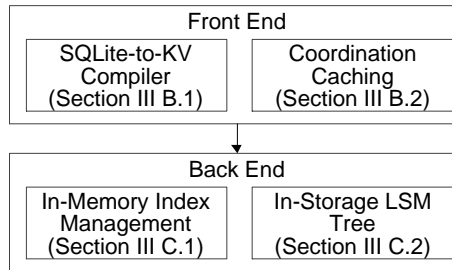 Front End
SQLite-to-KV
Compiler
(Section III B.1)
Coordination
Caching
(Section III B.2)
Back End
In-Memory Index
Management
(Section III C.1)
In-Storage LSM
Tree
(Section III C.2)